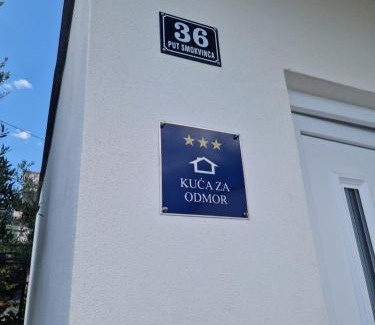 36
PUT SMOKVINCA
KUĆA ZA
ODMOR